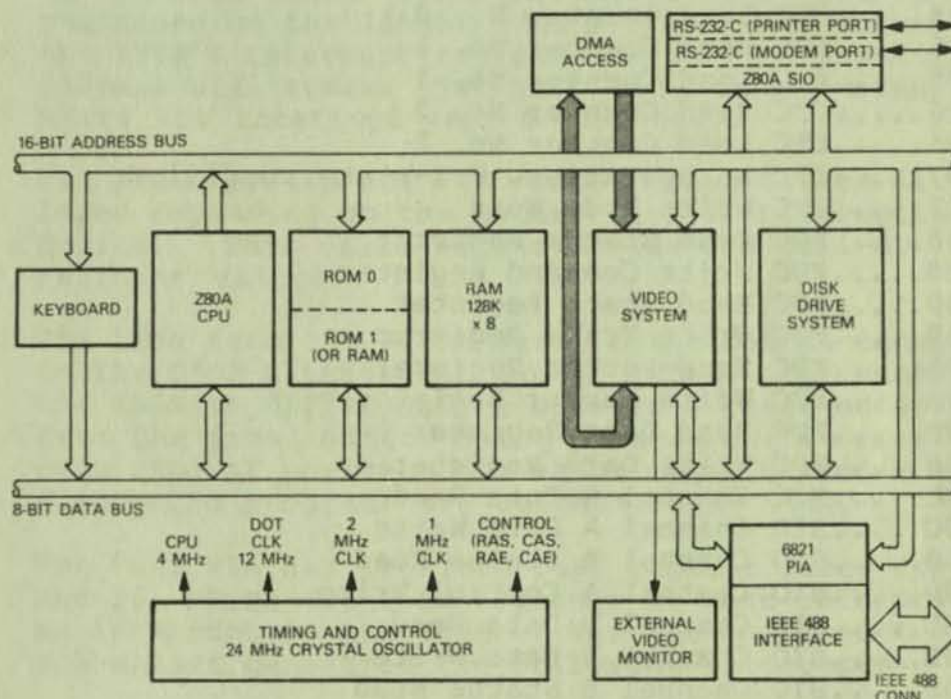 DMA
ACCESS
RS-232-C (PRINTER PORT)
RS-232-C (MODEM PORT)
Z80A SIO
16-BIT ADDRESS BUS
KEYBOARD
Z80A
CPU
ROM 0
ROM 1
(OR RAM)
RAM
128K
x 8
VIDEO
SYSTEM
DISK
DRIVE
SYSTEM
8-BIT DATA BUS
CPU
4 MHz
DOT
CLK
12 MHz
2
MHz
CLK
1
MHz
CLK
CONTROL
(RAS, CAS,
RAE, CAE)
TIMING AND CONTROL
24 MHz CRYSTAL OSCILLATOR
EXTERNAL
VIDEO
MONITOR
6821
PIA
IEEE 488
INTERFACE
IEEE 488
CONN